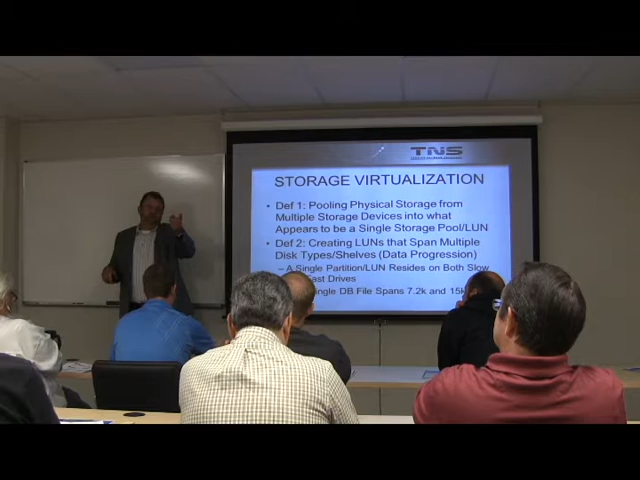 TNS
STORAGE VIRTUALIZATION
• Def 1: Pooling Physical Storage from
Multiple Storage Devices into what
Appears to be a Single Storage Pool/LUN
• Def 2: Creating LUNs that Span Multiple
Disk Types/Shelves (Data Progression)
– A Single Partition/LUN Resides on Both Slow
Fast Drives
ngle DB File Spans 7.2k and 15k